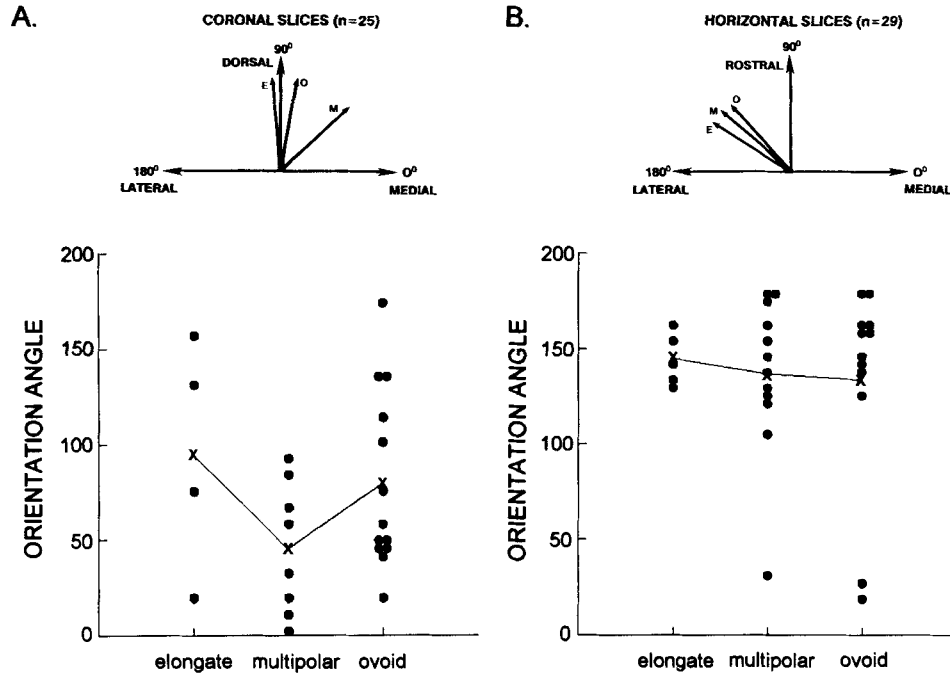 A.
CORONAL SLICES (n=25)
90°
DORSAL
E
O
M
180°
0°
LATERAL
MEDIAL
200
150
100
50
0
ORIENTATION ANGLE
elongate
multipolar
ovoid
B.
HORIZONTAL SLICES (n=29)
90°
ROSTRAL
O
M
E
180°
0°
LATERAL
MEDIAL
200
150
100
50
0
ORIENTATION ANGLE
elongate
multipolar
ovoid